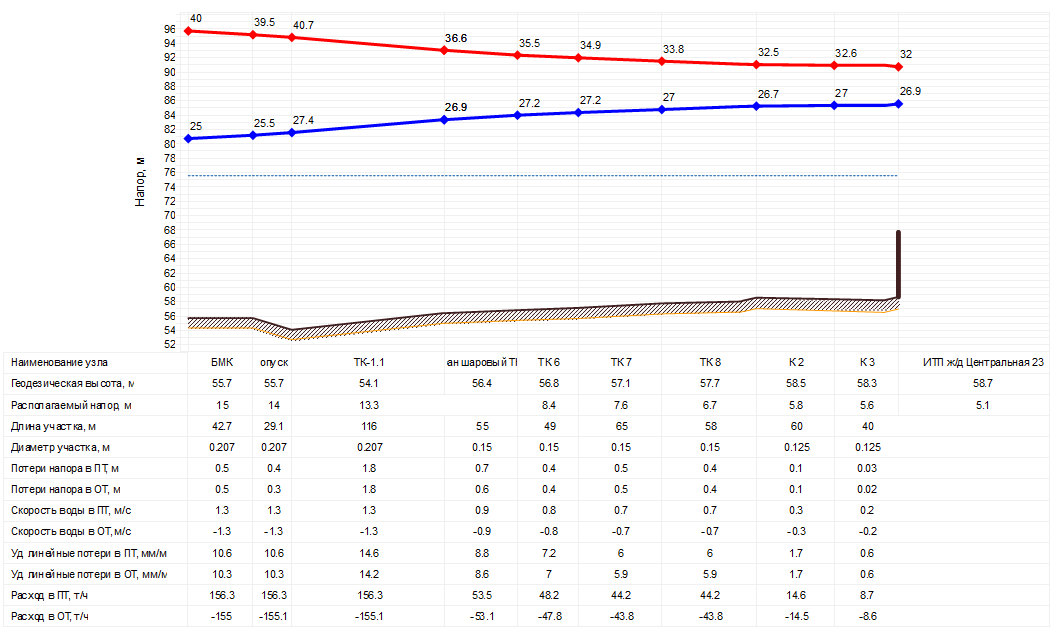 40 39.5 40.7 36.6 35.5 34.9 33.8 32.5 32.6 32
25 25.5 27.4 26.9 27.2 27.2 27 26.7 27 26.9
Напор, м
96
94
92
90
88
86
84
82
80
78
76
74
72
70
68
66
64
62
60
58
56
54
52
Наименование узла БМК опуск ТК-1.1 ан шаровый ТК 6 ТК 7 ТК 8 К 2 К 3 ИТП ж/д Центральная 23
Геодезическая высота, м 55.7 55.7 54.1 56.4 56.8 57.1 57.7 58.5 58.3 58.7
Располагаемый напор, м 15 14 13.3 8.4 7.6 6.7 5.8 5.6 5.1
Длина участка, м 42.7 29.1 116 55 49 65 58 60 40
Диаметр участка, м 0.207 0.207 0.207 0.15 0.15 0.15 0.15 0.125 0.125
Потери напора в ПТ, м 0.5 0.4 1.8 0.7 0.4 0.5 0.4 0.1 0.03
Потери напора в ОТ, м 0.5 0.3 1.8 0.6 0.4 0.5 0.4 0.1 0.02
Скорость воды в ПТ, м/с 1.3 1.3 1.3 0.9 0.8 0.7 0.7 0.3 0.2
Скорость воды в ОТ, м/с -1.3 -1.3 -1.3 -0.9 -0.8 -0.7 -0.7 -0.3 -0.2
Уд линейные потери в ПТ, мм/м 10.6 10.6 14.6 8.8 7.2 6 6 1.7 0.6
Уд линейные потери в ОТ, мм/м 10.3 10.3 14.2 8.6 7 5.9 5.9 1.7 0.6
Расход в ПТ, т/ч 156.3 156.3 156.3 53.5 48.2 44.2 44.2 14.6 8.7
Расход в ОТ, т/ч -155 -155.1 -155.1 -53.1 -47.8 -43.8 -43.8 -14.5 -8.6